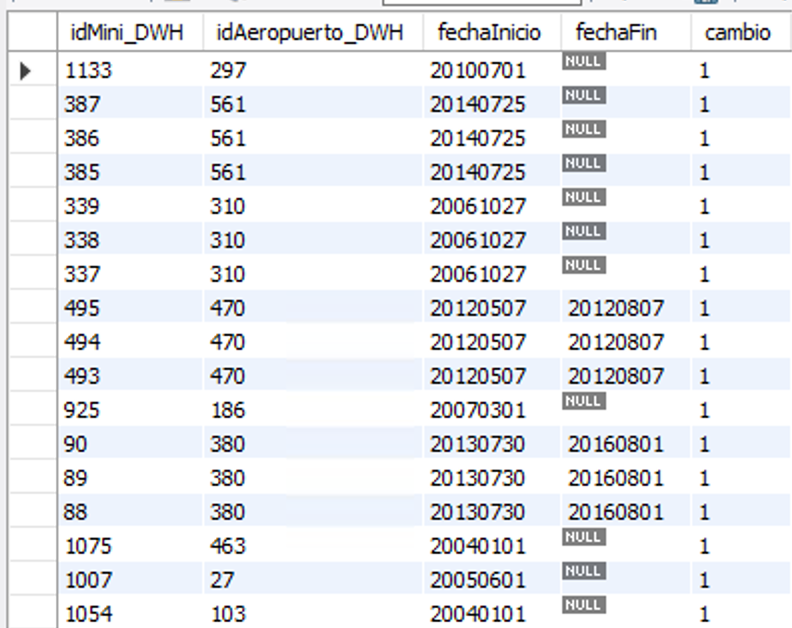 idMini_DWH idAeropuerto_DWH fechaInicio fechaFin cambio
1133 297 20100701 NULL 1
387 561 20140725 NULL 1
386 561 20140725 NULL 1
385 561 20140725 NULL 1
339 310 20061027 NULL 1
338 310 20061027 NULL 1
337 310 20061027 NULL 1
495 470 20120507 20120807 1
494 470 20120507 20120807 1
493 470 20120507 20120807 1
925 186 20070301 NULL 1
90 380 20130730 20160801 1
89 380 20130730 20160801 1
88 380 20130730 20160801 1
1075 463 20040101 NULL 1
1007 27 20050601 NULL 1
1054 103 20040101 NULL 1